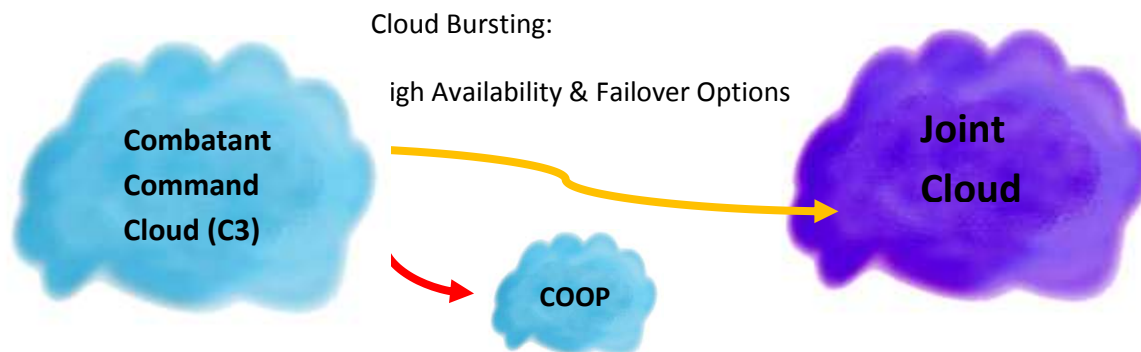 Cloud Bursting:
igh Availability & Failover Options
Combatant
Command
Cloud (C3)
Joint
Cloud
COOP